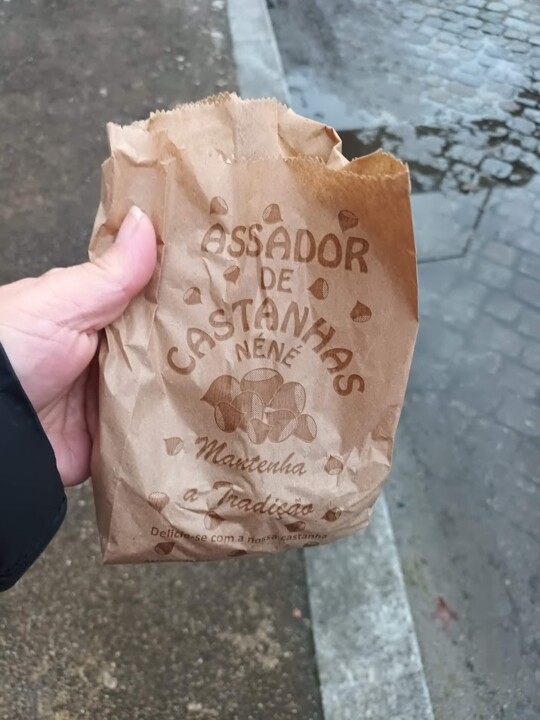 ASSADOR
DE
CASTANHAS
NÉNÉ
Mantenha
a Tradição
Delicie-se com a nossa castanha